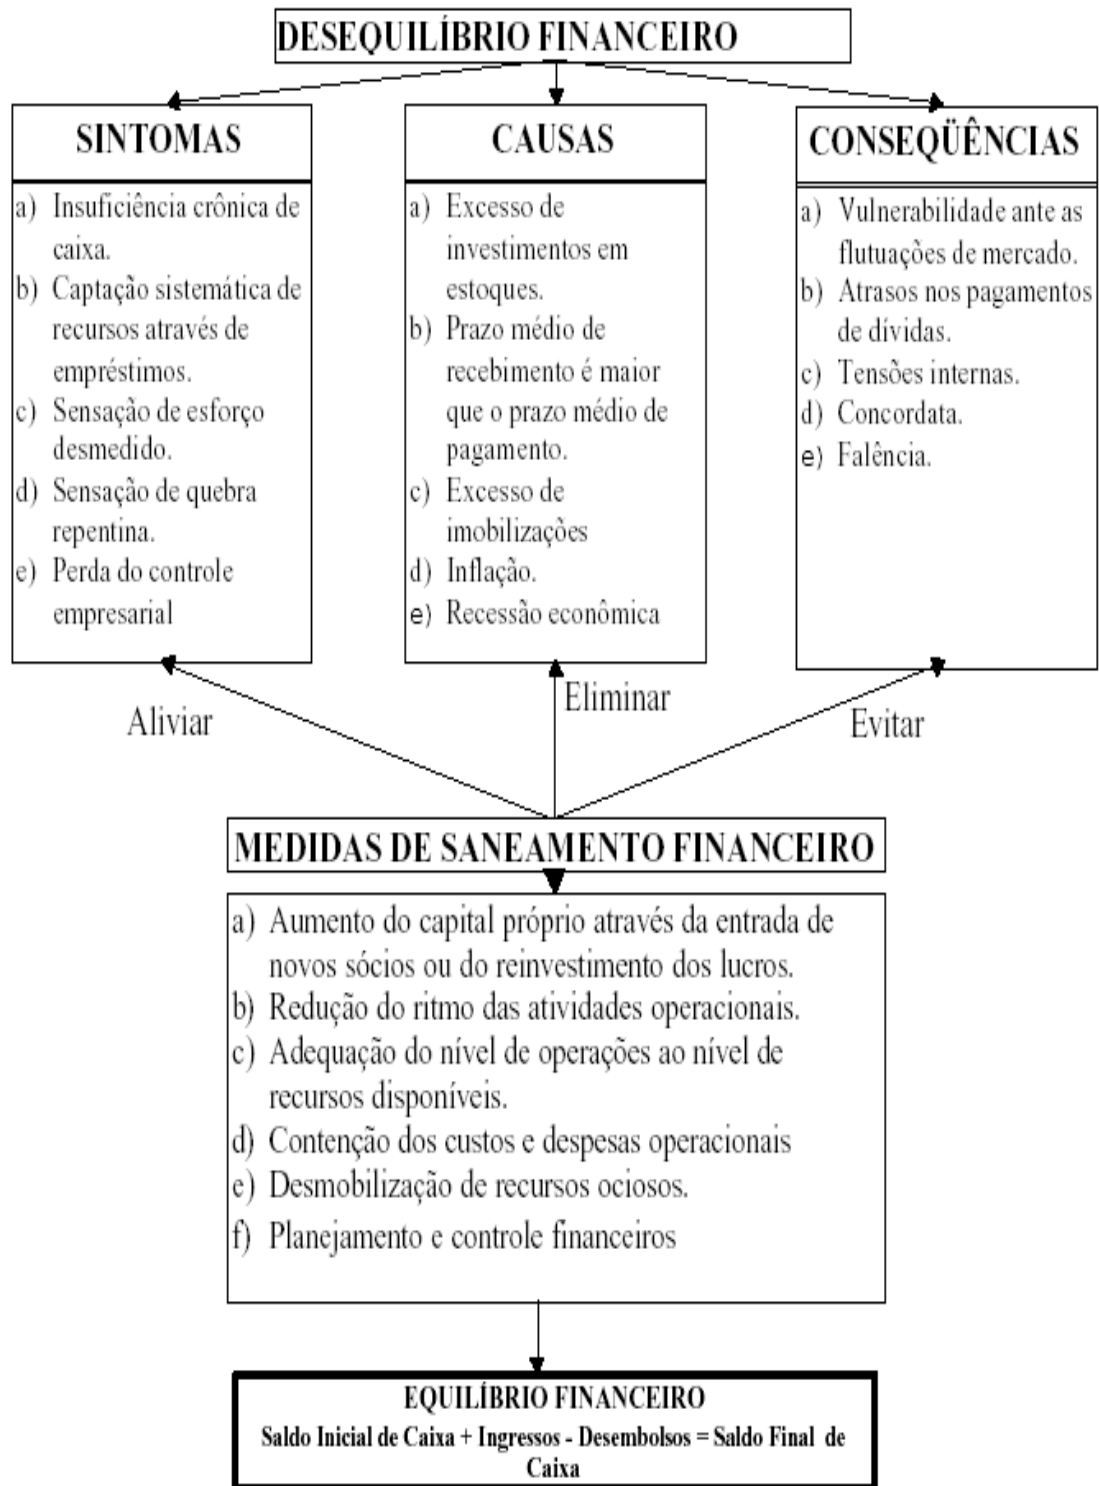 DESEQUILÍBRIO FINANCEIRO
SINTOMAS
a) Insuficiência crônica de
caixa.
b) Captação sistemática de
recursos através de
empréstimos.
c) Sensação de esforço
desmedido.
d) Sensação de quebra
repentina.
e) Perda do controle
empresarial
CAUSAS
a) Excesso de
investimentos em
estoques.
b) Prazo médio de
recebimento é maior
que o prazo médio de
pagamento.
c) Excesso de
imobilizações
d) Inflação.
e) Recessão econômica
CONSEQÜÊNCIAS
a) Vulnerabilidade ante as
flutuações de mercado.
b) Atrasos nos pagamentos
de dívidas.
c) Tensões internas.
d) Concordata.
e) Falência.
Aliviar
Eliminar
Evitar
MEDIDAS DE SANEAMENTO FINANCEIRO
a) Aumento do capital próprio através da entrada de
novos sócios ou do reinvestimento dos lucros.
b) Redução do ritmo das atividades operacionais.
c) Adequação do nível de operações ao nível de
recursos disponíveis.
d) Contenção dos custos e despesas operacionais
e) Desmobilização de recursos ociosos.
f) Planejamento e controle financeiros
EQUILÍBRIO FINANCEIRO
Saldo Inicial de Caixa + Ingressos - Desembolsos = Saldo Final de
Caixa